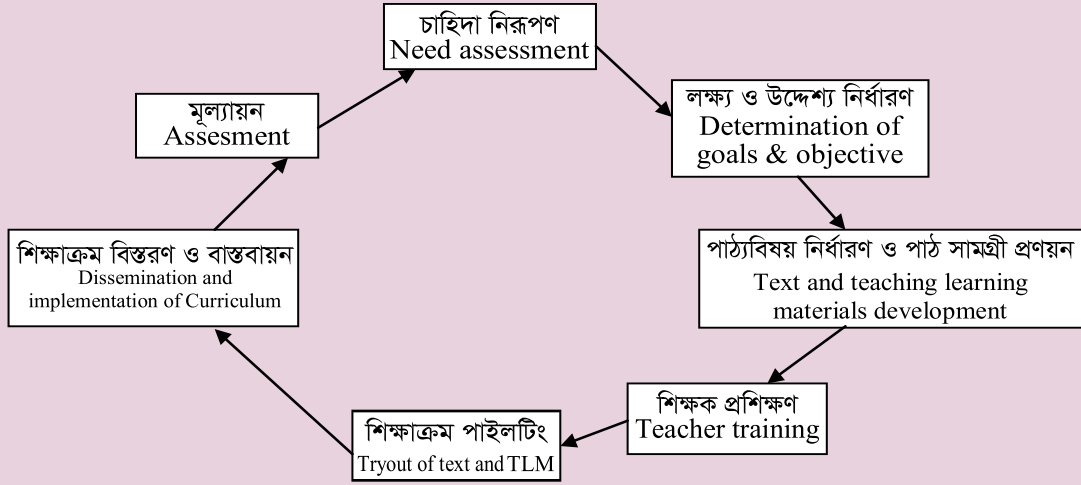 চাহিদা নিরূপণ
Need assessment
লক্ষ্য ও উদ্দেশ্য নির্ধারণ
Determination of
goals & objective
পাঠ্যবিষয় নির্ধারণ ও পাঠ সামগ্রী প্রণয়ন
Text and teaching learning
materials development
শিক্ষক প্রশিক্ষণ
Teacher training
শিক্ষাক্রম পাইলটিং
Tryout of text and TLM
শিক্ষাক্রম বিস্তরণ ও বাস্তবায়ন
Dissemination and
implementation of Curriculum
মূল্যায়ন
Assesment